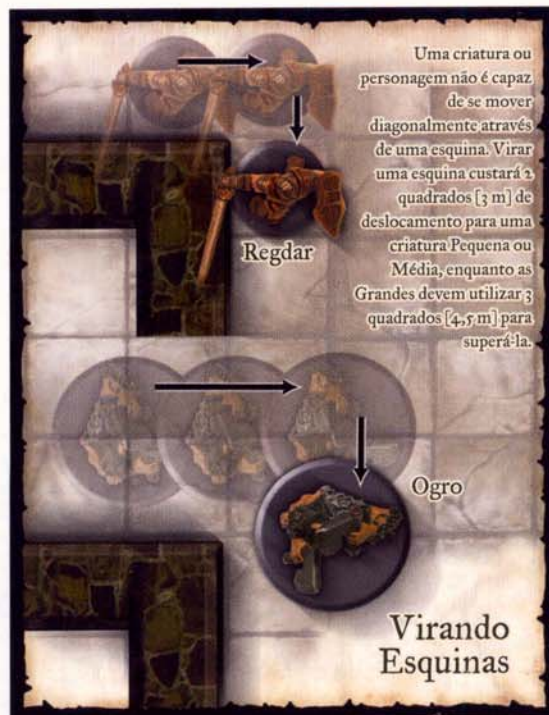 Uma criatura ou
personagem não é capaz
de se mover
diagonalmente através
de uma esquina. Virar
uma esquina custará 2
quadrados [3 m] de
deslocamento para uma
criatura Pequena ou
Média, enquanto as
Grandes devem utilizar 3
quadrados [4,5 m] para
superá-la.
Regdar
Ogro
Virando
Esquinas